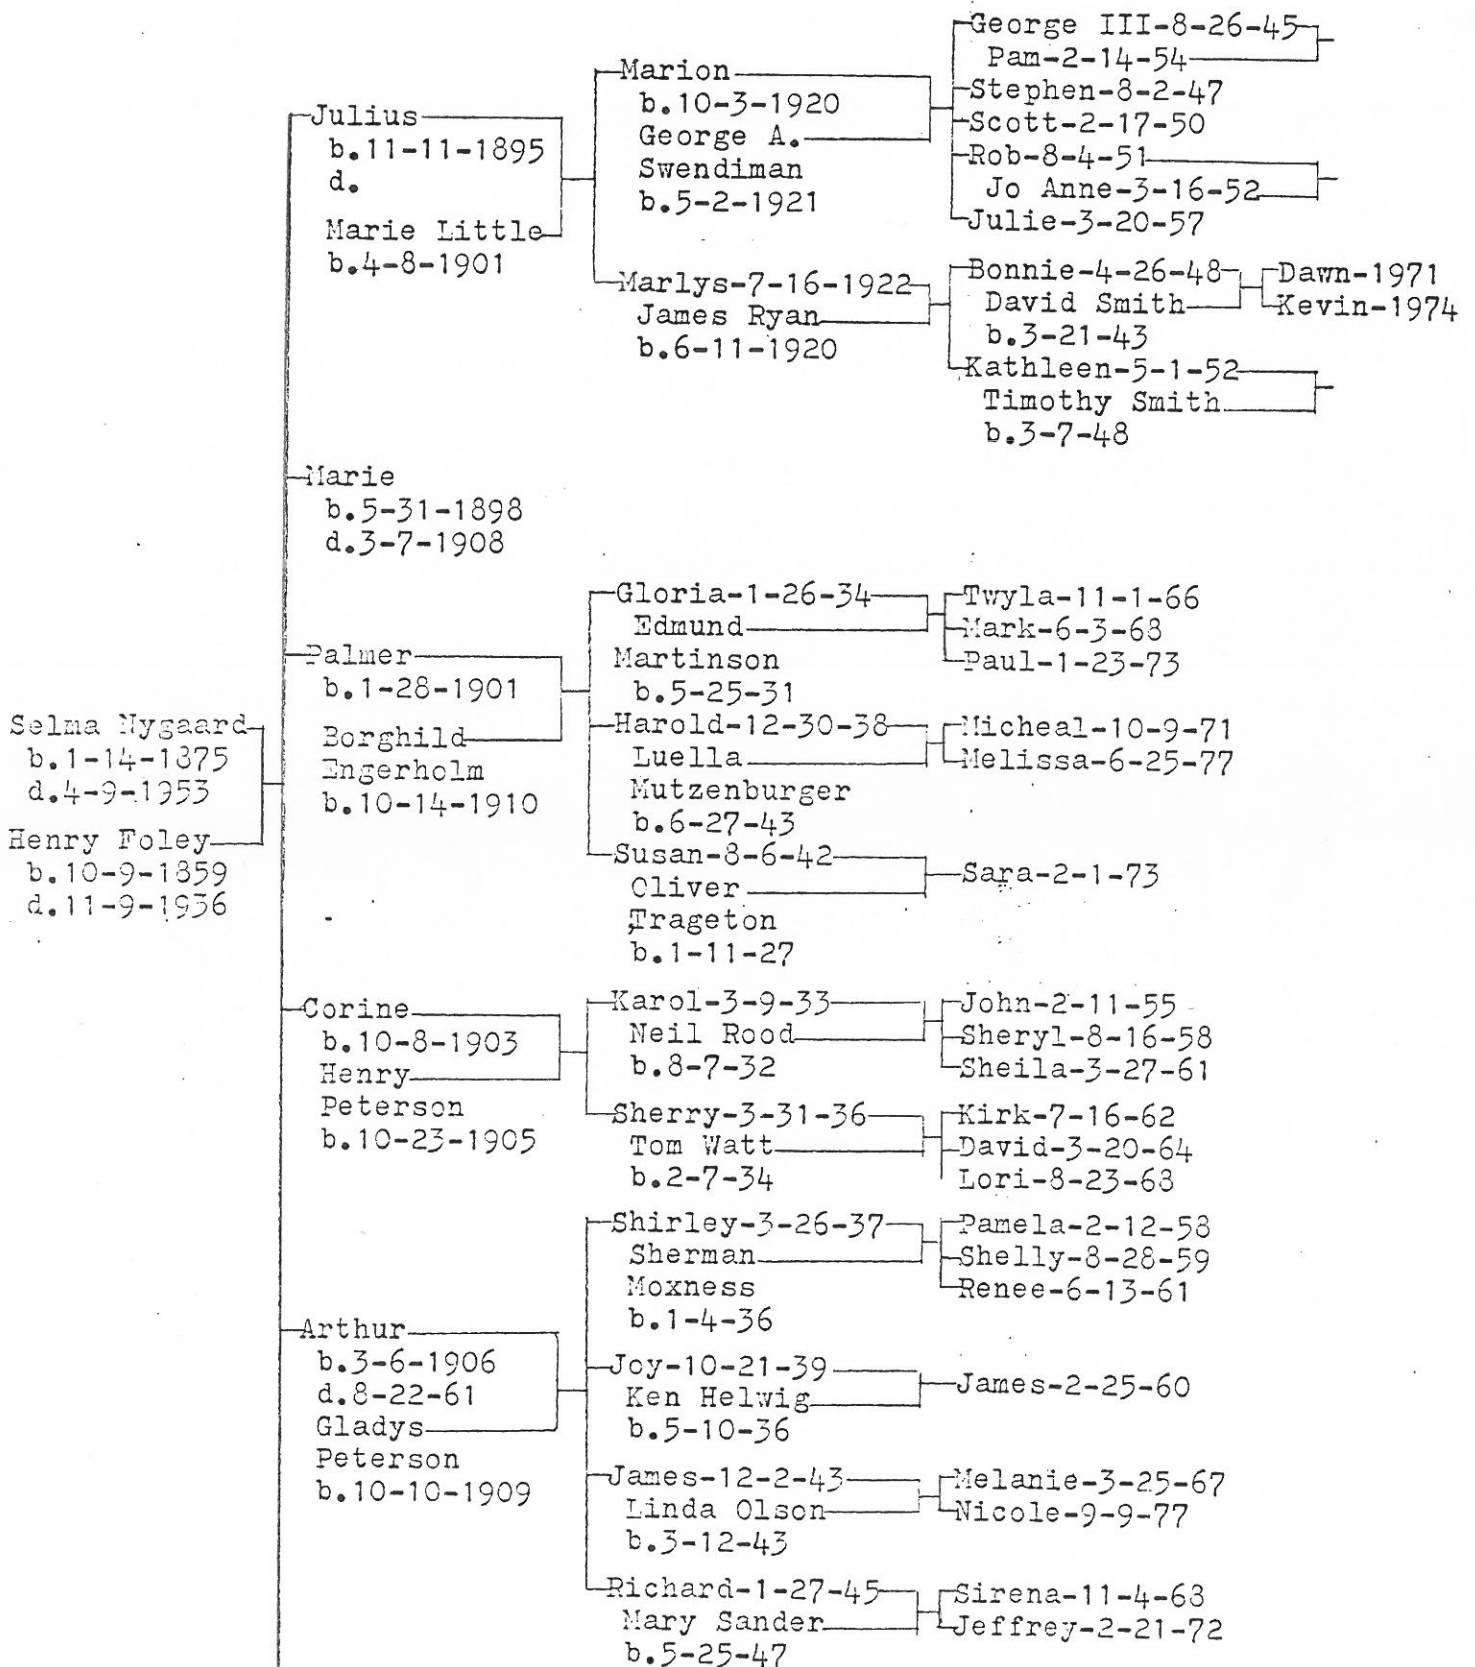 Selma Nygaard
b.1-14-1875
d.4-9-1953
Henry Foley
b.10-9-1859
d.11-9-1936
Julius
b.11-11-1895
d.
Marie Little
b.4-8-1901
Marion
b.10-3-1920
George A.
Swendiman
b.5-2-1921
George III-8-26-45
Pam-2-14-54
Stephen-8-2-47
Scott-2-17-50
Rob-8-4-51
Jo Anne-3-16-52
Julie-3-20-57
Marlys-7-16-1922
James Ryan
b.6-11-1920
Bonnie-4-26-48
David Smith
b.3-21-43
Dawn-1971
Kevin-1974
Kathleen-5-1-52
Timothy Smith
b.3-7-48
Marie
b.5-31-1898
d.3-7-1908
Palmer
b.1-28-1901
Borghild
Engerholm
b.10-14-1910
Gloria-1-26-34
Edmund
Martinson
b.5-25-31
Twyla-11-1-66
Mark-6-3-68
Paul-1-23-73
Harold-12-30-38
Luella
Mutzenburger
b.6-27-43
Micheal-10-9-71
Melissa-6-25-77
Susan-8-6-42
Oliver
Trageton
b.1-11-27
Sara-2-1-73
Corine
b.10-8-1903
Henry
Peterson
b.10-23-1905
Karol-3-9-33
Neil Rood
b.8-7-32
John-2-11-55
Sheryl-8-16-58
Sheila-3-27-61
Sherry-3-31-36
Tom Watt
b.2-7-34
Kirk-7-16-62
David-3-20-64
Lori-8-23-68
Arthur
b.3-6-1906
d.8-22-61
Gladys
Peterson
b.10-10-1909
Shirley-3-26-37
Sherman
Moxness
b.1-4-36
Pamela-2-12-58
Shelly-8-28-59
Renee-6-13-61
Joy-10-21-39
Ken Helwig
b.5-10-36
James-2-25-60
James-12-2-43
Linda Olson
b.3-12-43
Melanie-3-25-67
Nicole-9-9-77
Richard-1-27-45
Mary Sander
b.5-25-47
Sirena-11-4-68
Jeffrey-2-21-72